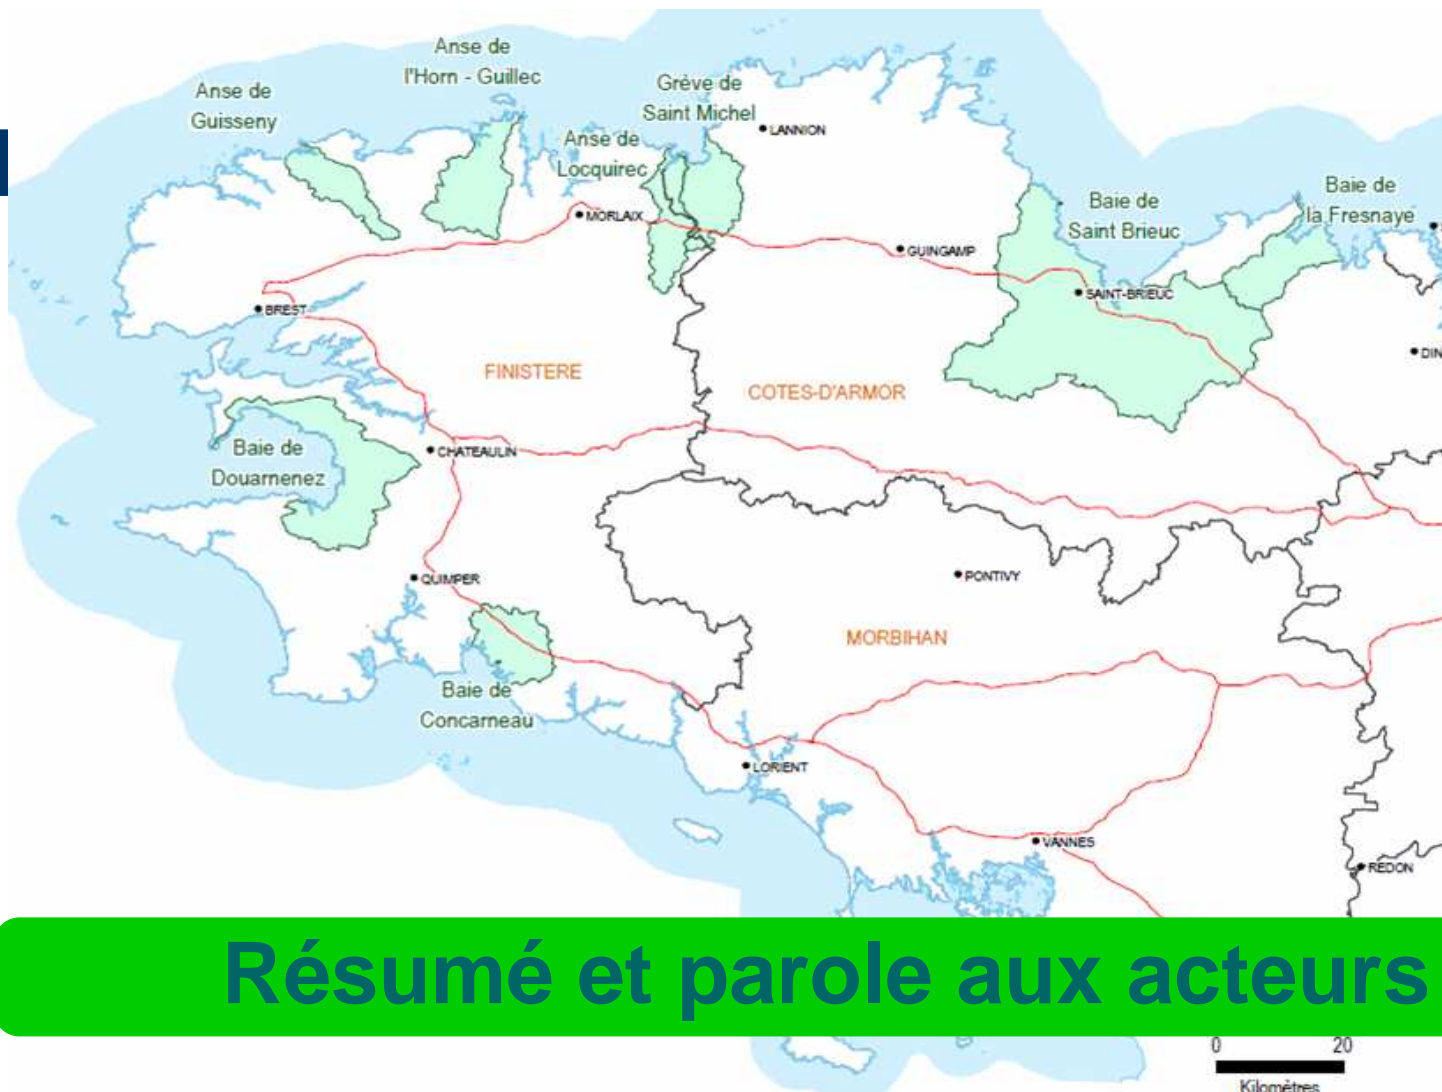 Anse de
l'Horn - Guillec
Anse de
Guisseny
Grève de
Saint Michel
LANNION
Anse de
Locquirec
Baie de
la Fresnaye
Baie de
Saint Brieuc
MORLAIX
GUINGAMP
SAINT-BRIEUC
BREST
DIN
FINISTERE
COTES-D'ARMOR
Baie de
Douarnenez
CHATEAULIN
QUIMPER
PONTIVY
MORBIHAN
Baie de
Concarneau
LORIENT
VANNES
REDON
Résumé et parole aux acteurs
0 20
Kilomètres